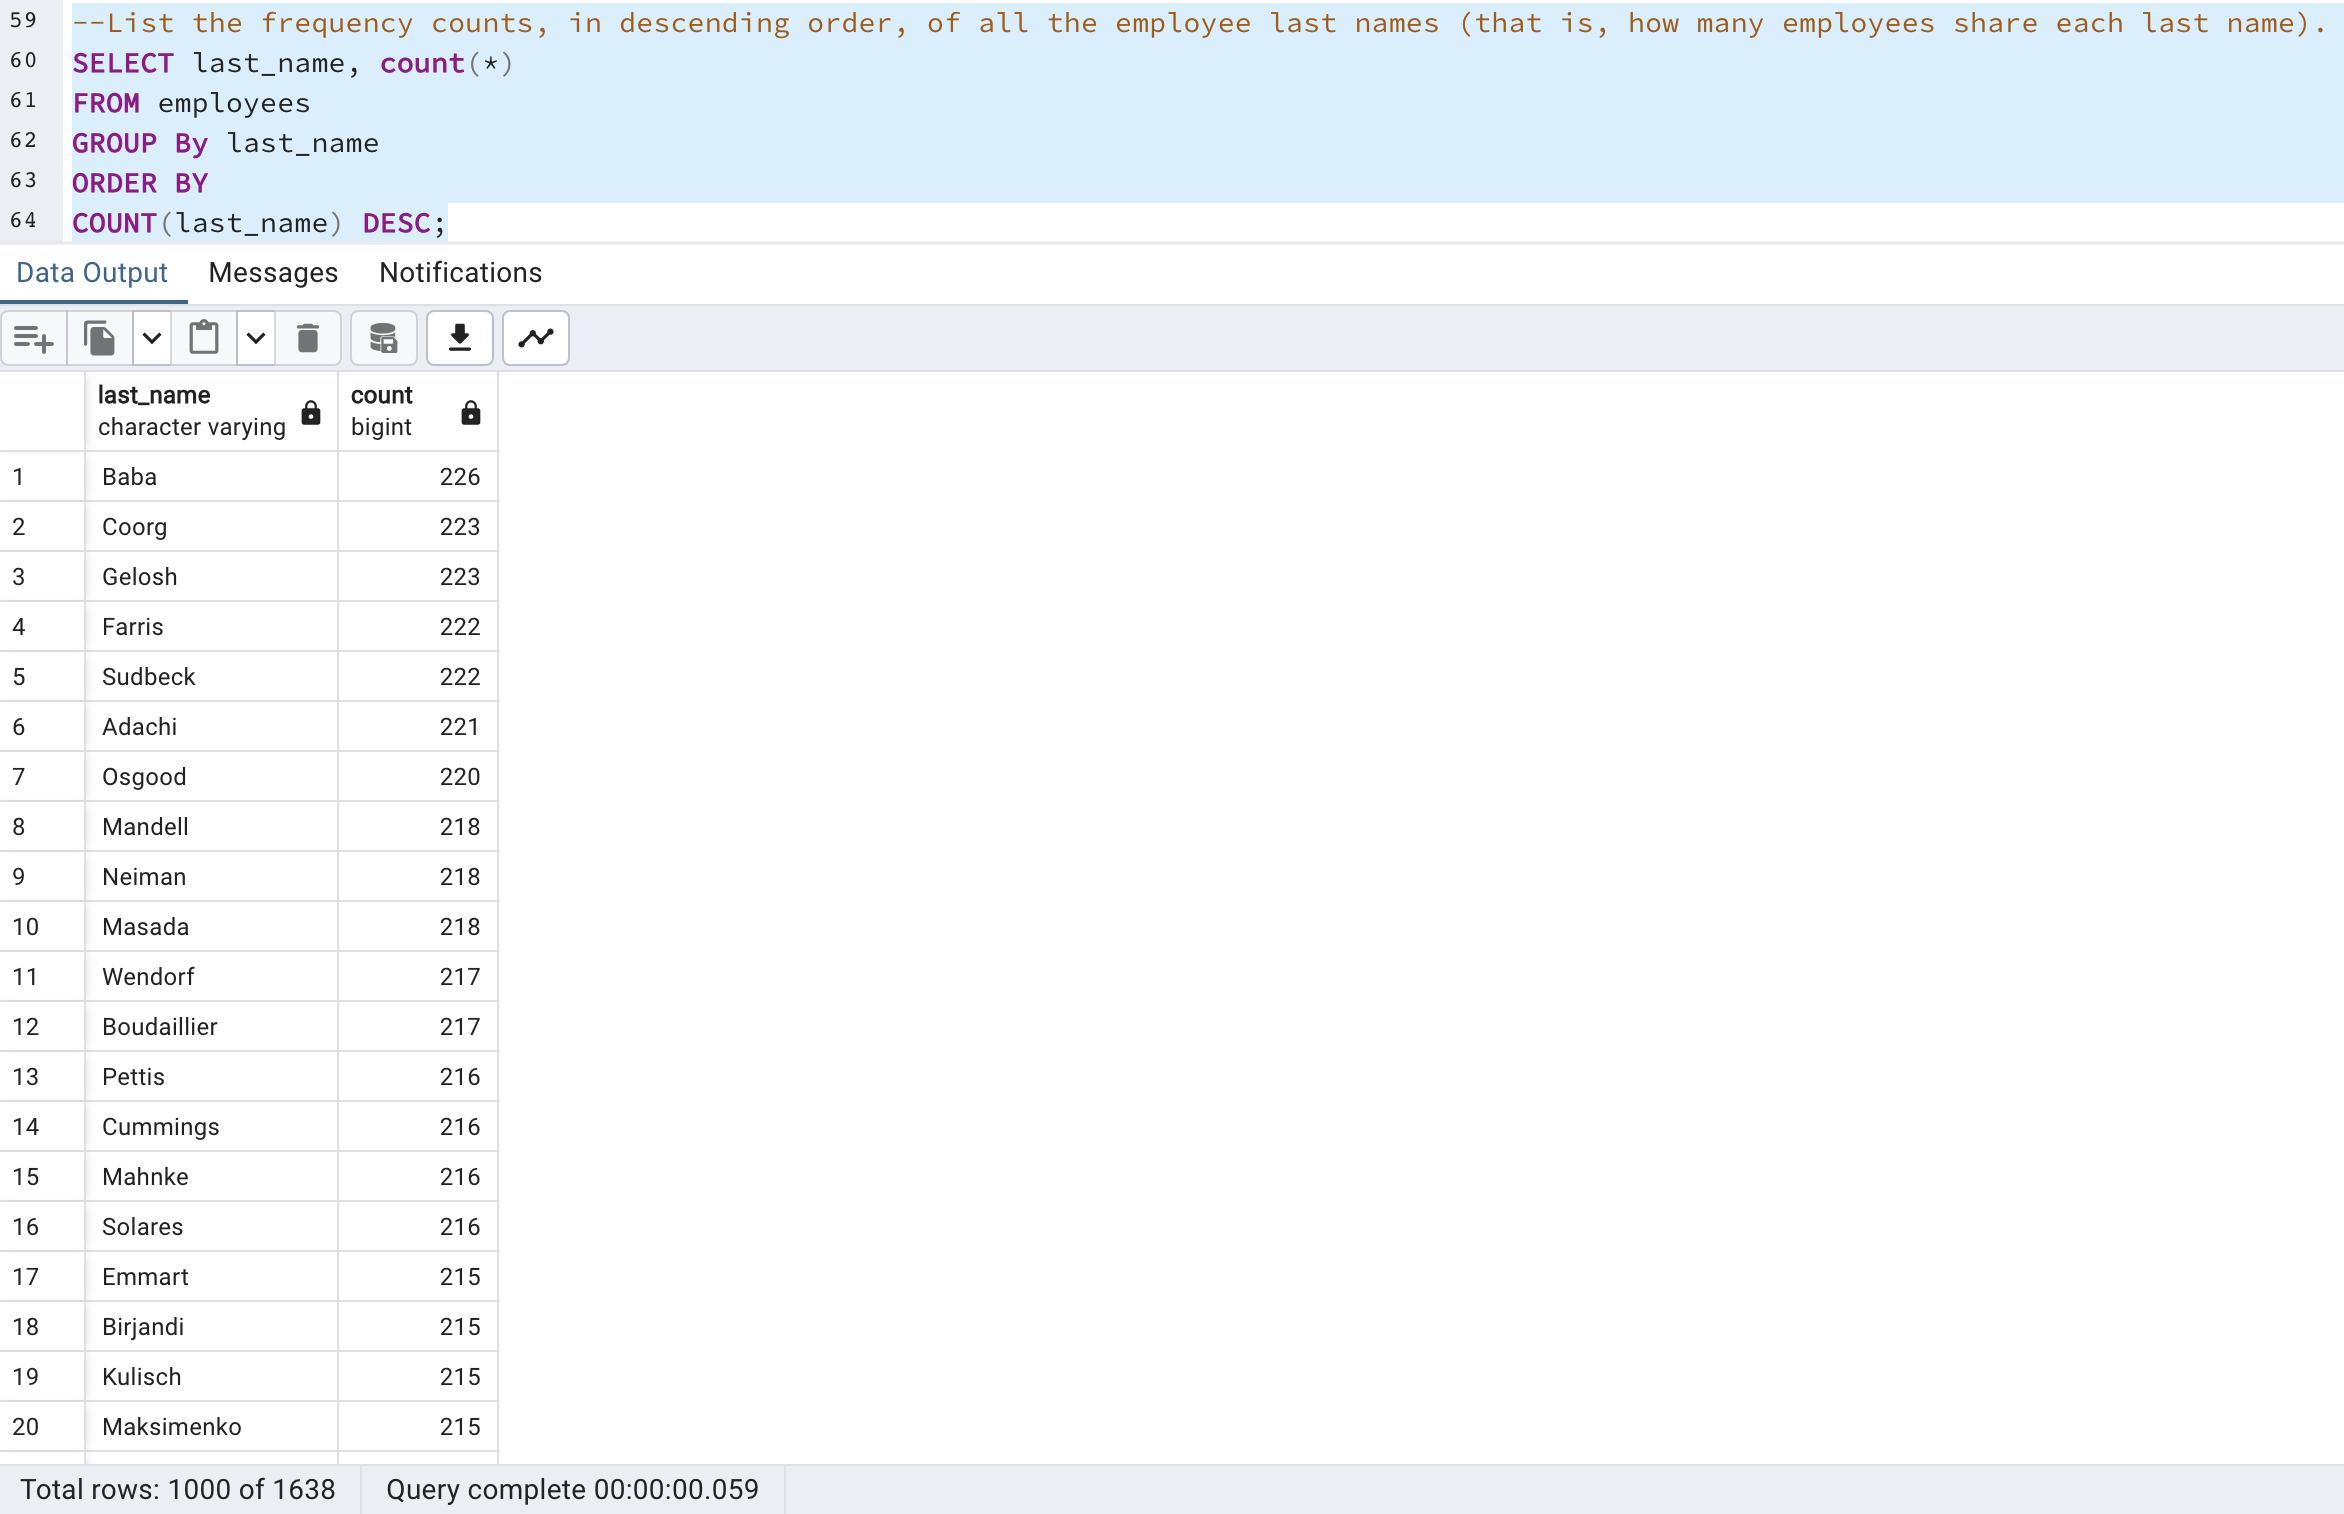 59 --List the frequency counts, in descending order, of all the employee last names (that is, how many employees share each last name).
60 SELECT last_name, count(*)
61 FROM employees
62 GROUP By last_name
63 ORDER BY
64 COUNT(last_name) DESC;
Data Output Messages Notifications
last_name count
character varying bigint
1 Baba 226
2 Coorg 223
3 Gelosh 223
4 Farris 222
5 Sudbeck 222
6 Adachi 221
7 Osgood 220
8 Mandell 218
9 Neiman 218
10 Masada 218
11 Wendorf 217
12 Boudaillier 217
13 Pettis 216
14 Cummings 216
15 Mahnke 216
16 Solares 216
17 Emmart 215
18 Birjandi 215
19 Kulisch 215
20 Maksimenko 215
Total rows: 1000 of 1638 Query complete 00:00:00.059